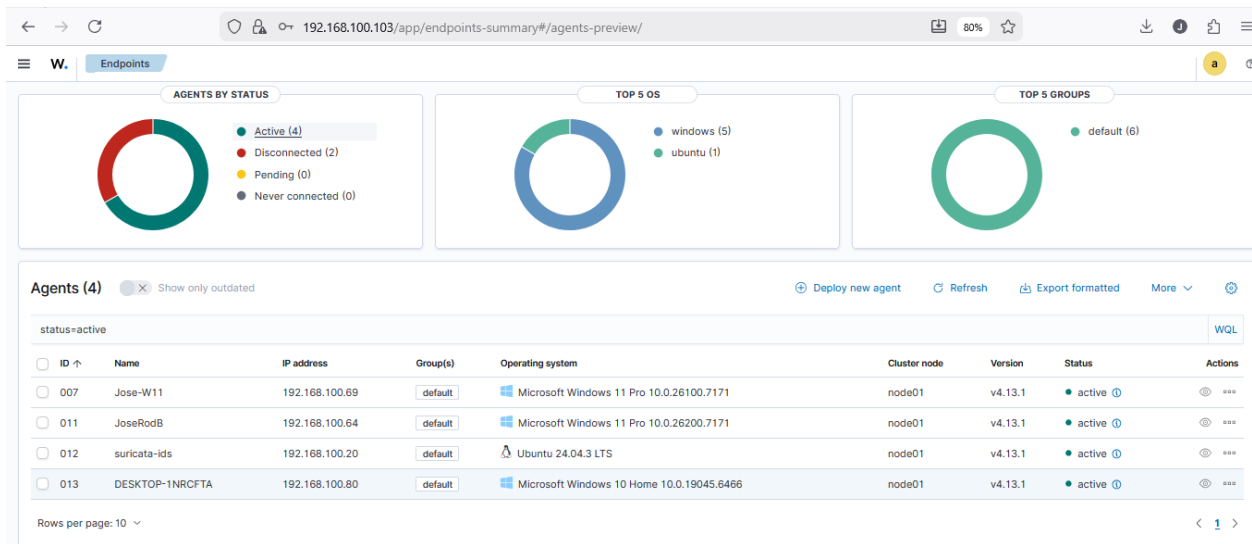 192.168.100.103/app/endpoints-summary#/agents-preview/ 80% J
W. Endpoints a
AGENTS BY STATUS
Active (4)
Disconnected (2)
Pending (0)
Never connected (0)
TOP 5 OS
windows (5)
ubuntu (1)
TOP 5 GROUPS
default (6)
Agents (4) Show only outdated Deploy new agent Refresh Export formatted More
status=active WQL
ID Name IP address Group(s) Operating system Cluster node Version Status Actions
007 Jose-W11 192.168.100.69 default Microsoft Windows 11 Pro 10.0.26100.7171 node01 v4.13.1 active
011 JoseRodB 192.168.100.64 default Microsoft Windows 11 Pro 10.0.26200.7171 node01 v4.13.1 active
012 suricata-ids 192.168.100.20 default Ubuntu 24.04.3 LTS node01 v4.13.1 active
013 DESKTOP-1NRCFTA 192.168.100.80 default Microsoft Windows 10 Home 10.0.19045.6466 node01 v4.13.1 active
Rows per page: 10 1